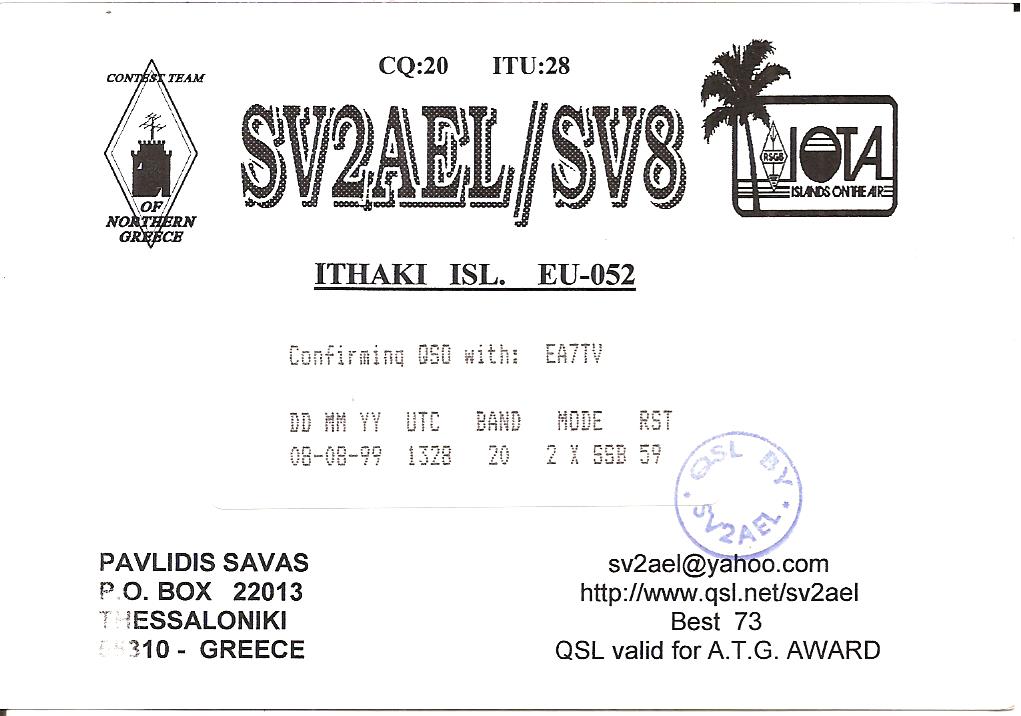 CQ:20 ITU:28
CONTEST TEAM
OF
NORTHERN
GREECE
SV2AEL//SV8
RSGB
IOTA
ISLANDS ON THE AIR
ITHAKI ISL. EU-052
Confirming QSO with: EA7TV
DD MM YY UTC BAND MODE RST
08-08-99 1328 20 2 X SSB 59
QSL BY
SV2AEL
PAVLIDIS SAVAS
P.O. BOX 22013
THESSALONIKI
310 - GREECE
sv2ael@yahoo.com
http://www.qsl.net/sv2ael
Best 73
QSL valid for A.T.G. AWARD